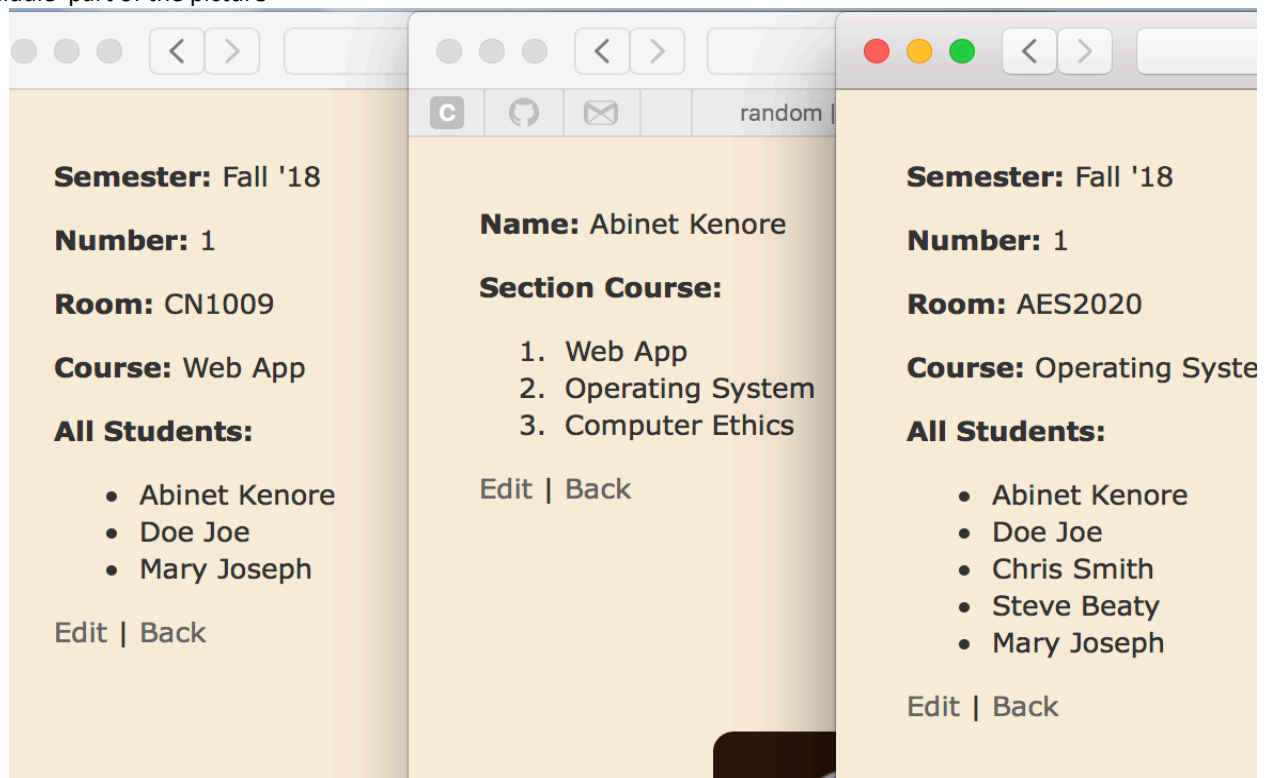 part of the picture
Semester: Fall '18
Number: 1
Room: CN1009
Course: Web App
All Students:
• Abinet Kenore
• Doe Joe
• Mary Joseph
Edit | Back
C
random |
Name: Abinet Kenore
Section Course:
1. Web App
2. Operating System
3. Computer Ethics
Edit | Back
Semester: Fall '18
Number: 1
Room: AES2020
Course: Operating Syste
All Students:
• Abinet Kenore
• Doe Joe
• Chris Smith
• Steve Beaty
• Mary Joseph
Edit | Back